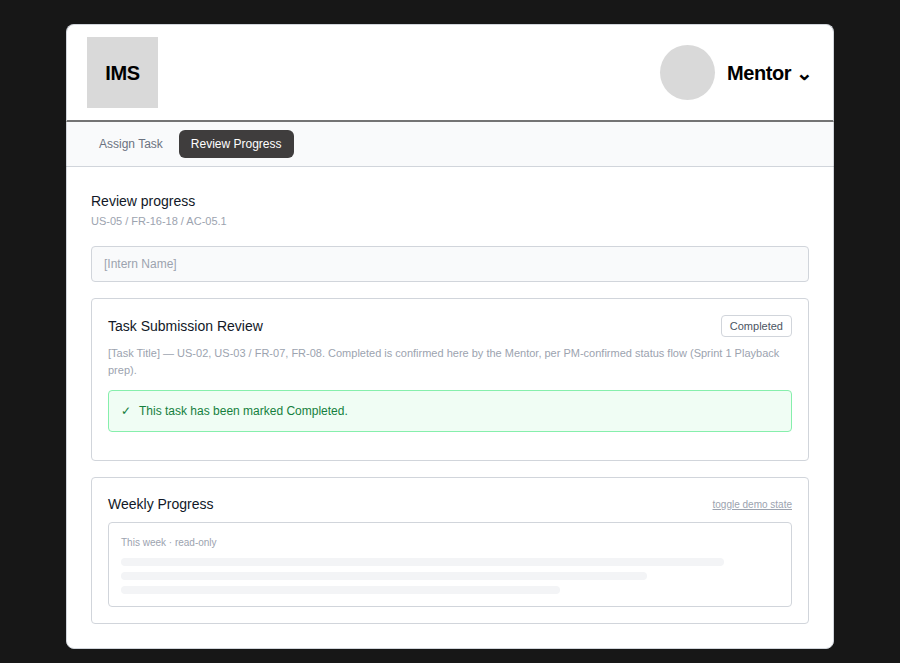 IMS
Mentor
Assign Task
Review Progress
Review progress
US-05 / FR-16-18 / AC-05.1
[Intern Name]
Task Submission Review
Completed
[Task Title] — US-02, US-03 / FR-07, FR-08. Completed is confirmed here by the Mentor, per PM-confirmed status flow (Sprint 1 Playback
prep).
✓ This task has been marked Completed.
Weekly Progress
toggle demo state
This week · read-only